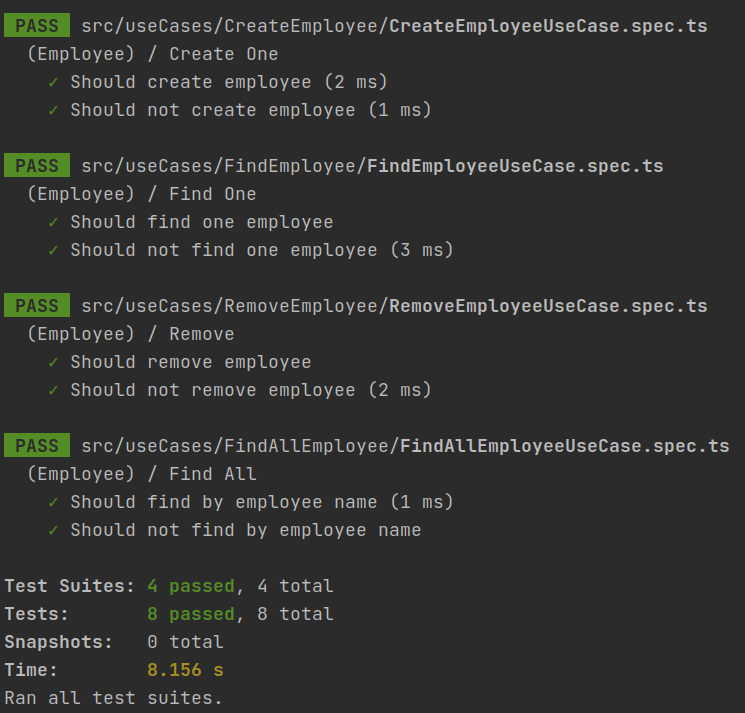 PASS src/useCases/CreateEmployee/CreateEmployeeUseCase.spec.ts
(Employee) / Create One
✓ Should create employee (2 ms)
✓ Should not create employee (1 ms)
PASS src/useCases/FindEmployee/FindEmployeeUseCase.spec.ts
(Employee) / Find One
✓ Should find one employee
✓ Should not find one employee (3 ms)
PASS src/useCases/RemoveEmployee/RemoveEmployeeUseCase.spec.ts
(Employee) / Remove
✓ Should remove employee
✓ Should not remove employee (2 ms)
PASS src/useCases/FindAllEmployee/FindAllEmployeeUseCase.spec.ts
(Employee) / Find All
✓ Should find by employee name (1 ms)
✓ Should not find by employee name
Test Suites: 4 passed, 4 total
Tests: 8 passed, 8 total
Snapshots: 0 total
Time: 8.156 s
Ran all test suites.